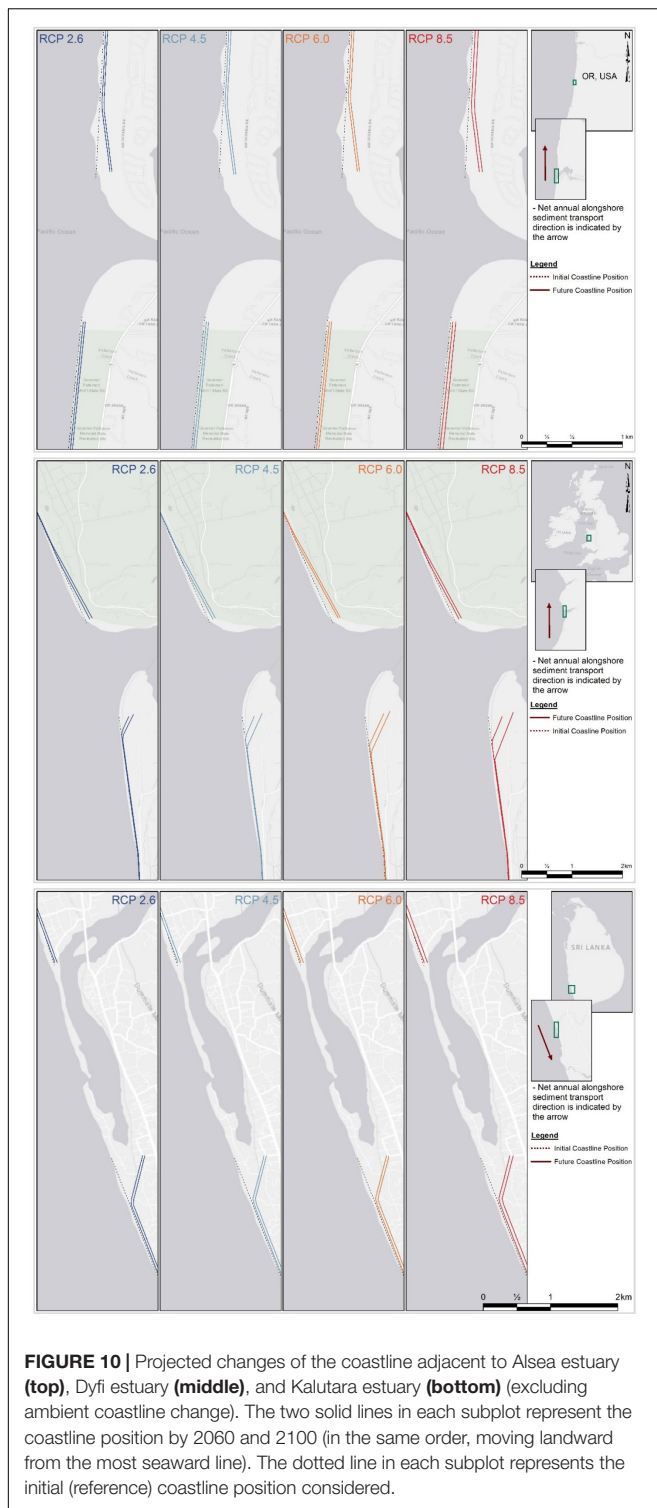 RCP 2.6
RCP 4.5
RCP 6.0
RCP 8.5
N
OR, USA
Pacific Ocean
Pacific Ocean
- Net annual alongshore
sediment transport
direction is indicated by
the arrow
Legend
Initial Coastline Position
Future Coastline Position
0 1 km
RCP 2.6
RCP 4.5
RCP 6.0
RCP 8.5
N
- Net annual alongshore
sediment transport
direction is indicated by
the arrow
Legend
Future Coastline Position
Initial Coasline Position
0 ½ 1 2km
RCP 2.6
RCP 4.5
RCP 6.0
RCP 8.5
SRI LANKA
- Net annual alongshore
sediment transport
direction is indicated by
the arrow
Legend
Initial Coastline Position
Future Coastline Position
0 ½ 1 2km
FIGURE 10 | Projected changes of the coastline adjacent to Alsea estuary
(top), Dyfi estuary (middle), and Kalutara estuary (bottom) (excluding
ambient coastline change). The two solid lines in each subplot represent the
coastline position by 2060 and 2100 (in the same order, moving landward
from the most seaward line). The dotted line in each subplot represents the
initial (reference) coastline position considered.